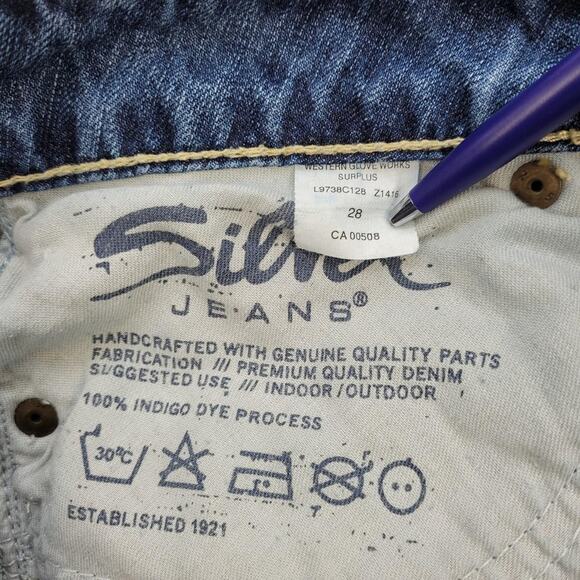 WESTERN GLOVE WORKS
SURPLUS
L9738C128 Z1416
28
CA 00508
Silver
JEANS®
HANDCRAFTED WITH GENUINE QUALITY PARTS
FABRICATION /// PREMIUM QUALITY DENIM
SUGGESTED USE /// INDOOR/OUTDOOR
100% INDIGO DYE PROCESS
30°C
ESTABLISHED 1921